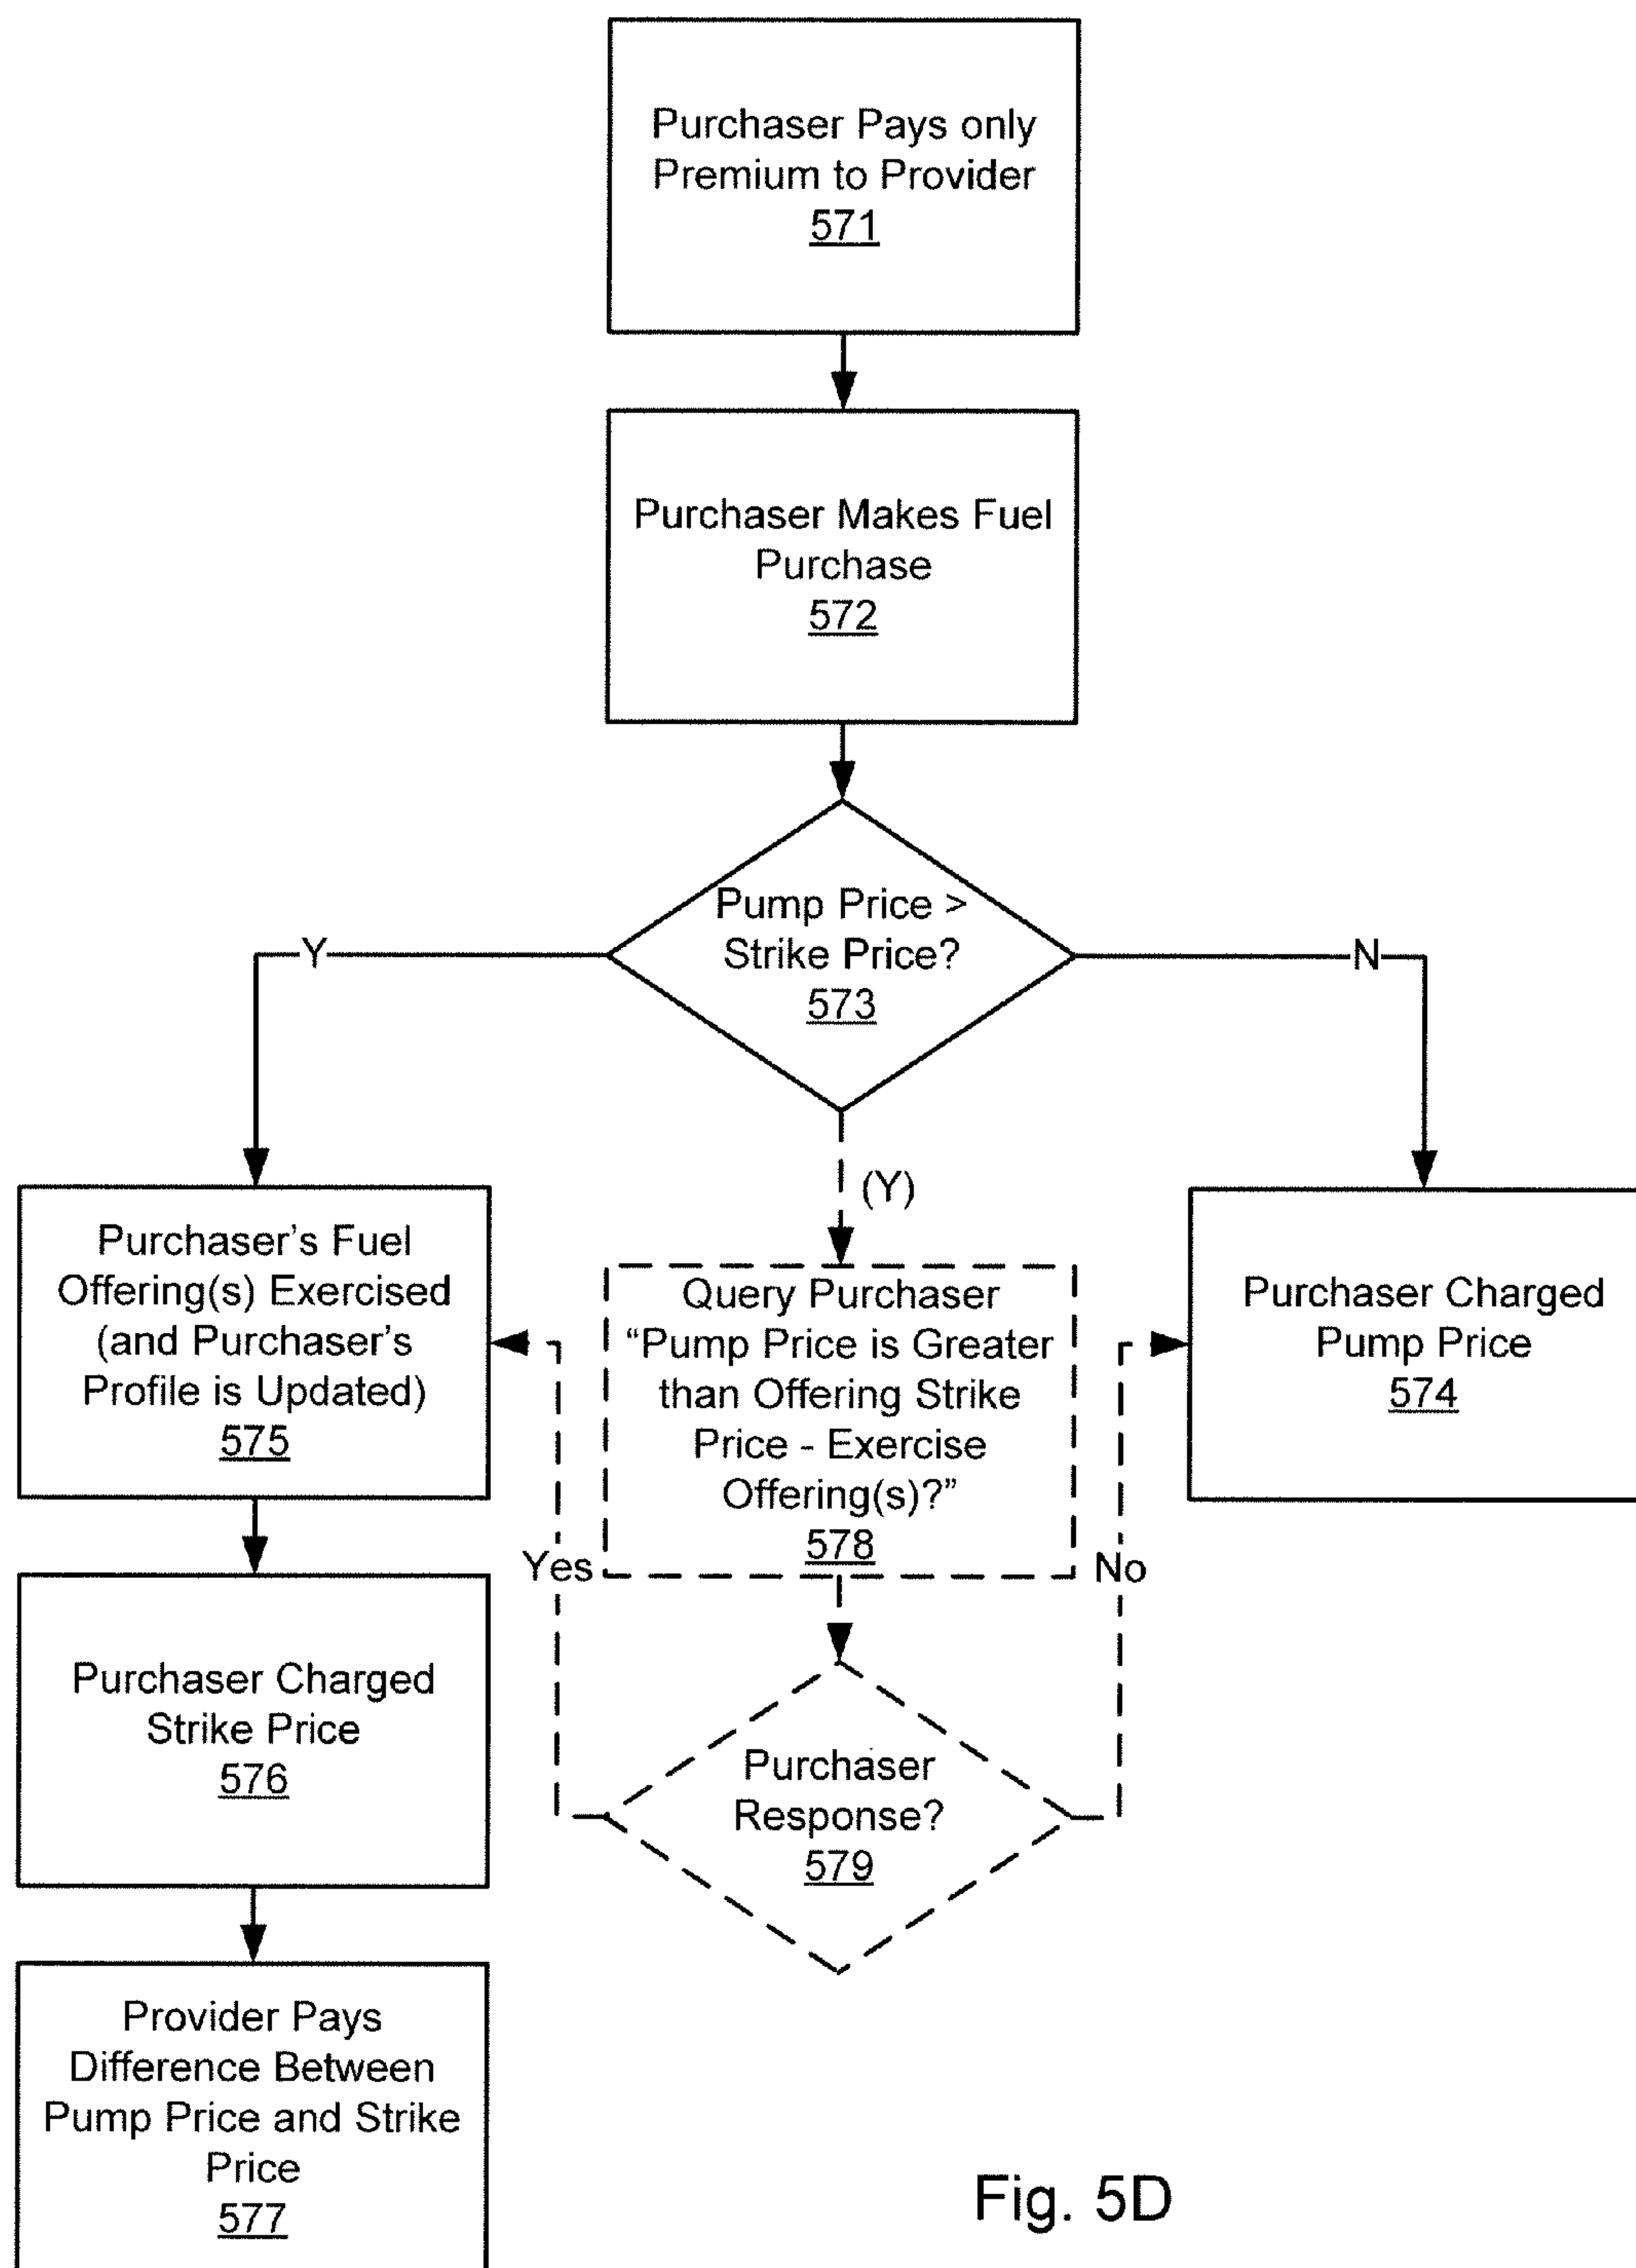 Purchaser Pays only
Premium to Provider
571
Purchaser Makes Fuel
Purchase
572
Pump Price >
Strike Price?
573
Y
N
(Y)
Purchaser's Fuel
Offering(s) Exercised
(and Purchaser's
Profile is Updated)
575
Query Purchaser
“Pump Price is Greater
than Offering Strike
Price - Exercise
Offering(s)?”
578
Purchaser Charged
Pump Price
574
Yes
No
Purchaser Charged
Strike Price
576
Purchaser
Response?
579
Provider Pays
Difference Between
Pump Price and Strike
Price
577
Fig. 5D